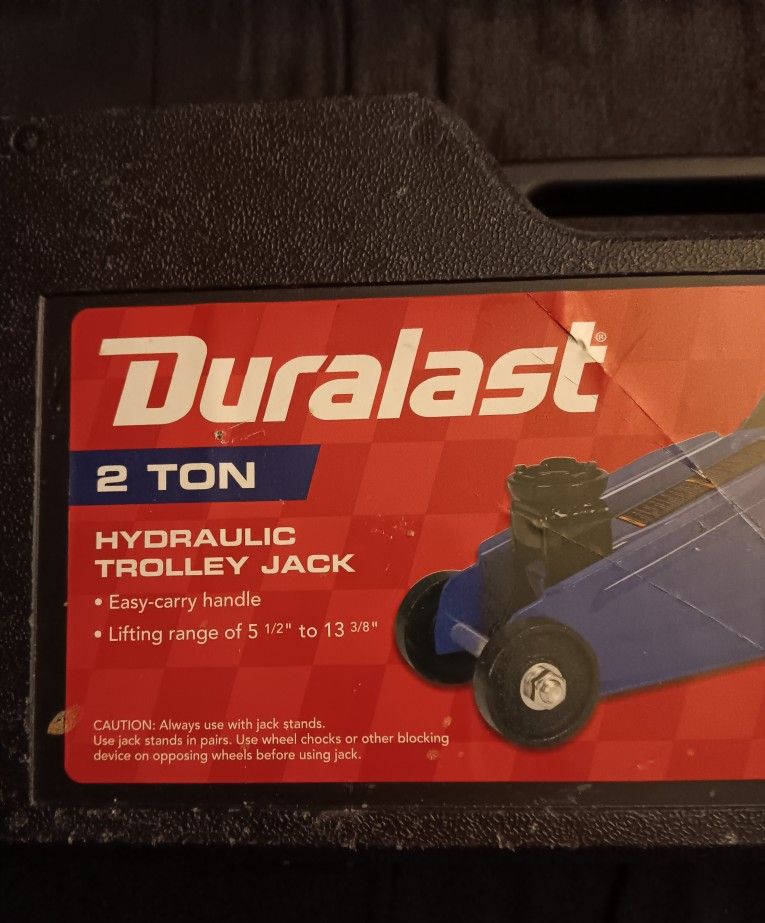 Duralast®
2 TON
HYDRAULIC
TROLLEY JACK
• Easy-carry handle
• Lifting range of 5 1/2" to 13 3/8"
CAUTION: Always use with jack stands.
Use jack stands in pairs. Use wheel chocks or other blocking
device on opposing wheels before using jack.